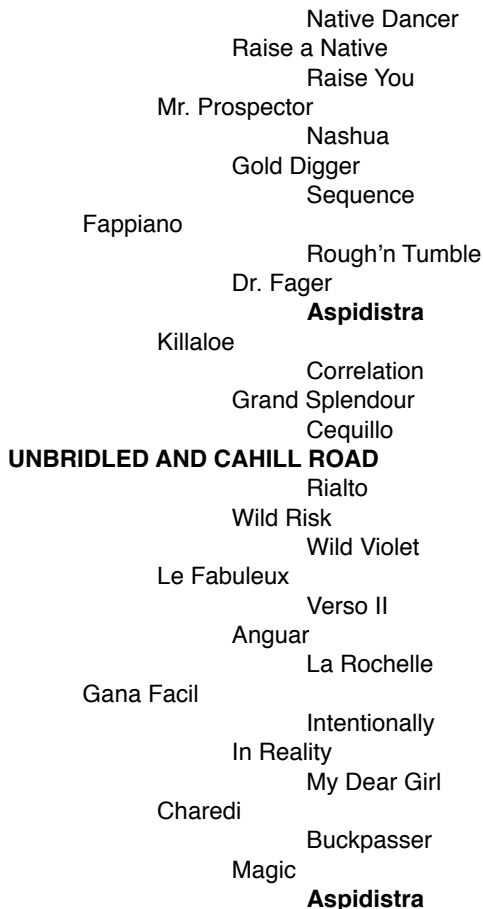 Native Dancer
Raise a Native
Raise You
Mr. Prospector
Nashua
Gold Digger
Sequence
Fappiano
Rough’n Tumble
Dr. Fager
Aspidistra
Killaloe
Correlation
Grand Splendour
Cequillo
UNBRIDLED AND CAHILL ROAD
Rialto
Wild Risk
Wild Violet
Le Fabuleux
Verso II
Anguar
La Rochelle
Gana Facil
Intentionally
In Reality
My Dear Girl
Charedi
Buckpasser
Magic
Aspidistra